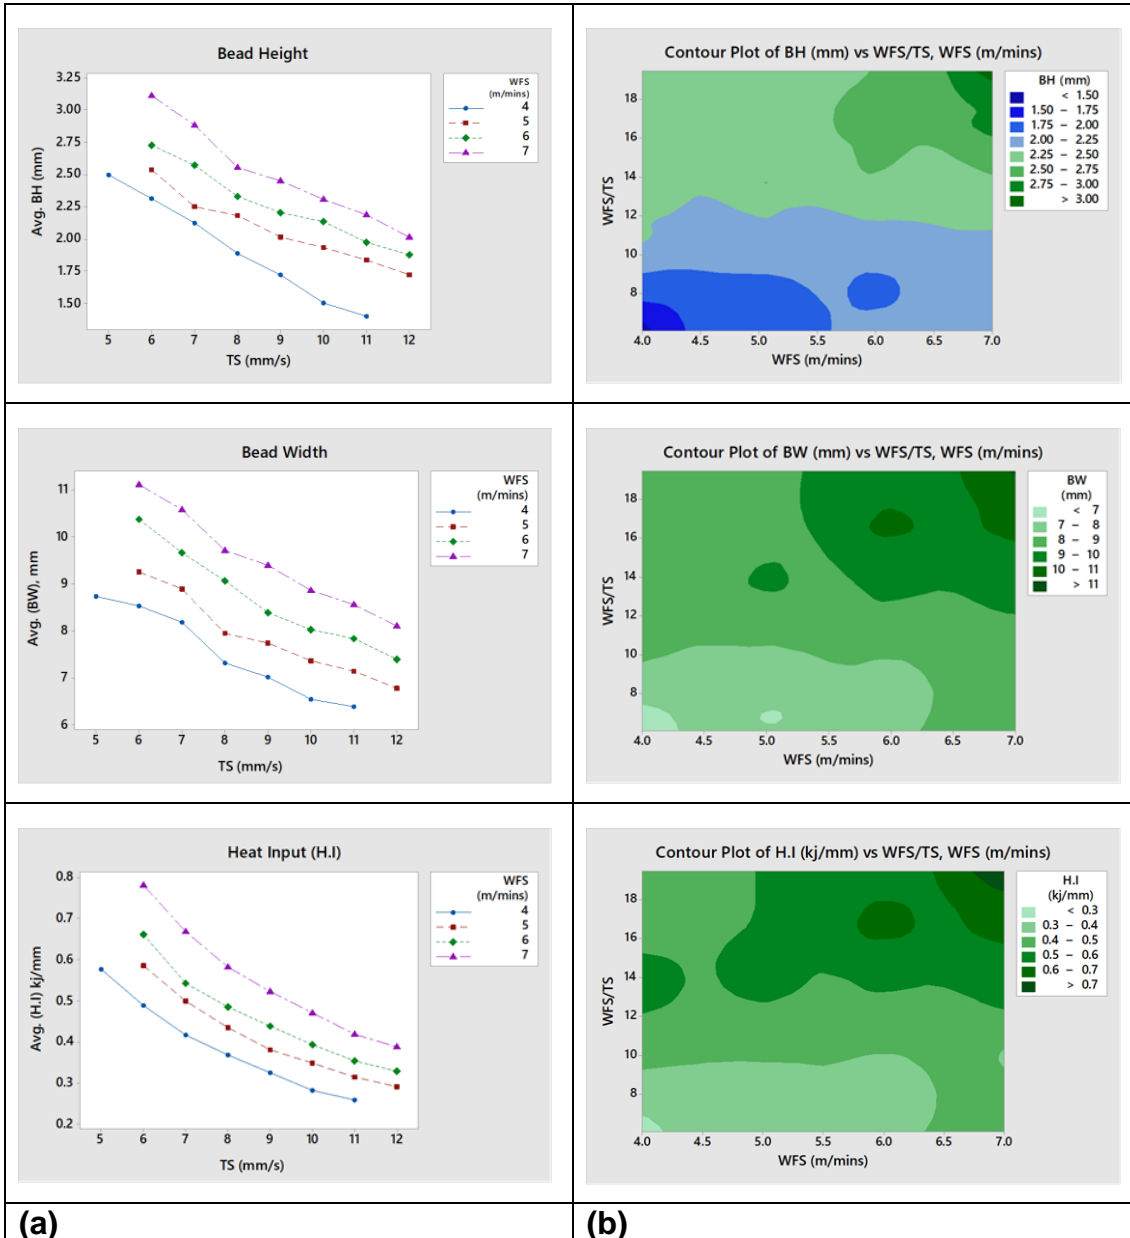 Bead Height
WFS
(m/mins)
4
5
6
7
Avg. BH (mm)
3.25
3.00
2.75
2.50
2.25
2.00
1.75
1.50
5 6 7 8 9 10 11 12
TS (mm/s)
Contour Plot of BH (mm) vs WFS/TS, WFS (m/mins)
BH (mm)
< 1.50
1.50 – 1.75
1.75 – 2.00
2.00 – 2.25
2.25 – 2.50
2.50 – 2.75
2.75 – 3.00
> 3.00
WFS/TS
18
16
14
12
10
8
4.0 4.5 5.0 5.5 6.0 6.5 7.0
WFS (m/mins)
Bead Width
WFS
(m/mins)
4
5
6
7
Avg. (BW), mm
11
10
9
8
7
6
5 6 7 8 9 10 11 12
TS (mm/s)
Contour Plot of BW (mm) vs WFS/TS, WFS (m/mins)
BW
(mm)
< 7
7 – 8
8 – 9
9 – 10
10 – 11
> 11
WFS/TS
18
16
14
12
10
8
4.0 4.5 5.0 5.5 6.0 6.5 7.0
WFS (m/mins)
Heat Input (H.I)
WFS
(m/mins)
4
5
6
7
Avg. (H.I) kj/mm
0.8
0.7
0.6
0.5
0.4
0.3
0.2
5 6 7 8 9 10 11 12
TS (mm/s)
Contour Plot of H.I (kj/mm) vs WFS/TS, WFS (m/mins)
H.I
(kj/mm)
< 0.3
0.3 – 0.4
0.4 – 0.5
0.5 – 0.6
0.6 – 0.7
> 0.7
WFS/TS
18
16
14
12
10
8
4.0 4.5 5.0 5.5 6.0 6.5 7.0
WFS (m/mins)
(a)
(b)